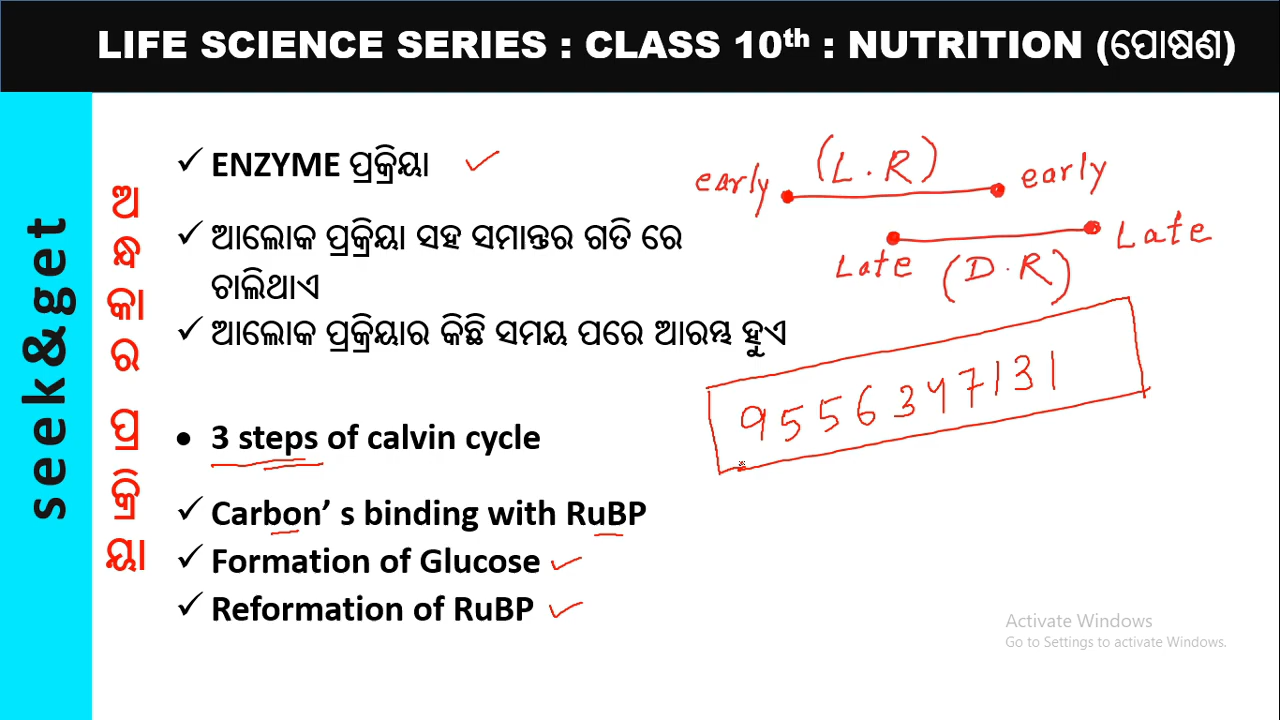 LIFE SCIENCE SERIES : CLASS 10th : NUTRITION (ପୋଷଣ)
seek&get
ଅନ୍ଧକାର ପ୍ରକ୍ରିୟା
✓ ENZYME ପ୍ରକ୍ରିୟା
✓ ଆଲୋକ ପ୍ରକ୍ରିୟା ସହ ସମାନ୍ତର ଗତି ରେ
ଚାଲିଥାଏ
✓ ଆଲୋକ ପ୍ରକ୍ରିୟାର କିଛି ସମୟ ପରେ ଆରମ୍ଭ ହୁଏ
• 3 steps of calvin cycle
✓ Carbon’ s binding with RuBP
✓ Formation of Glucose
✓ Reformation of RuBP
(L.R)
early early
Late Late
(D.R)
9556347131
Activate Windows
Go to Settings to activate Windows.